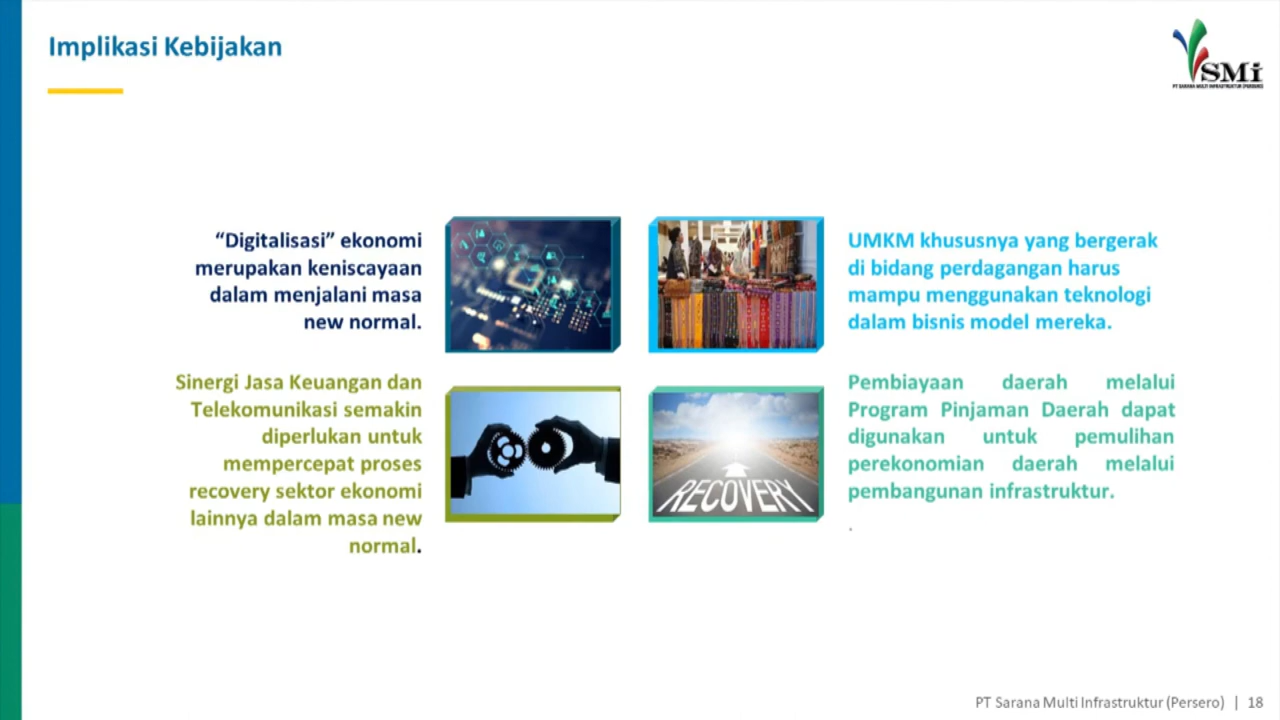 Implikasi Kebijakan
SMi
PT SARANA MULTI INFRASTRUKTUR (PERSERO)
“Digitalisasi” ekonomi
merupakan keniscayaan
dalam menjalani masa
new normal.
UMKM khususnya yang bergerak
di bidang perdagangan harus
mampu menggunakan teknologi
dalam bisnis model mereka.
Sinergi Jasa Keuangan dan
Telekomunikasi semakin
diperlukan untuk
mempercepat proses
recovery sektor ekonomi
lainnya dalam masa new
normal.
RECOVERY
Pembiayaan daerah melalui
Program Pinjaman Daerah dapat
digunakan untuk pemulihan
perekonomian daerah melalui
pembangunan infrastruktur.
.
PT Sarana Multi Infrastruktur (Persero) | 18